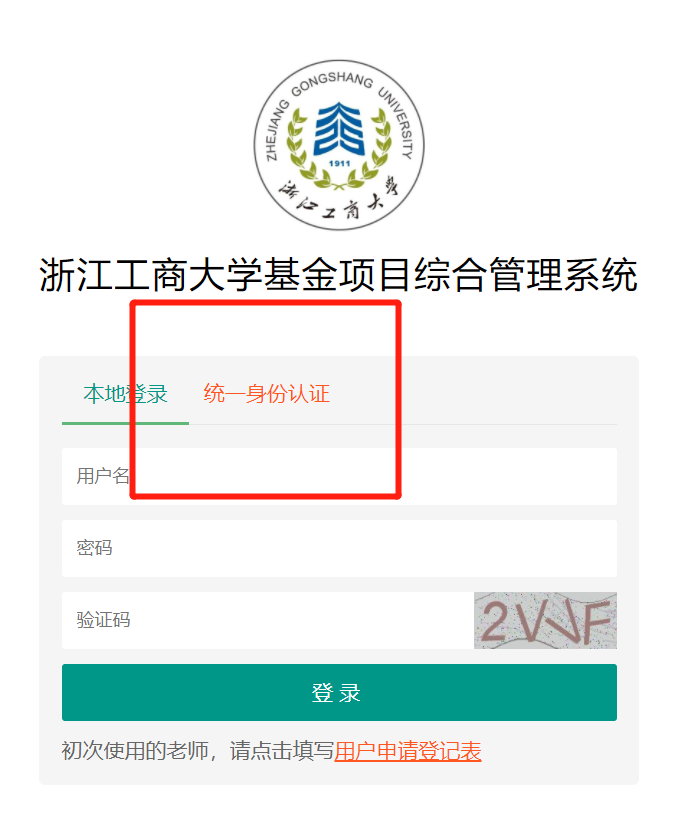 ZHEJIANG GONGSHANG UNIVERSITY
1911
浙江工商大学
浙江工商大学基金项目综合管理系统
本地登录 统一身份认证
用户名
密码
验证码 2VVF
登 录
初次使用的老师，请点击填写用户申请登记表